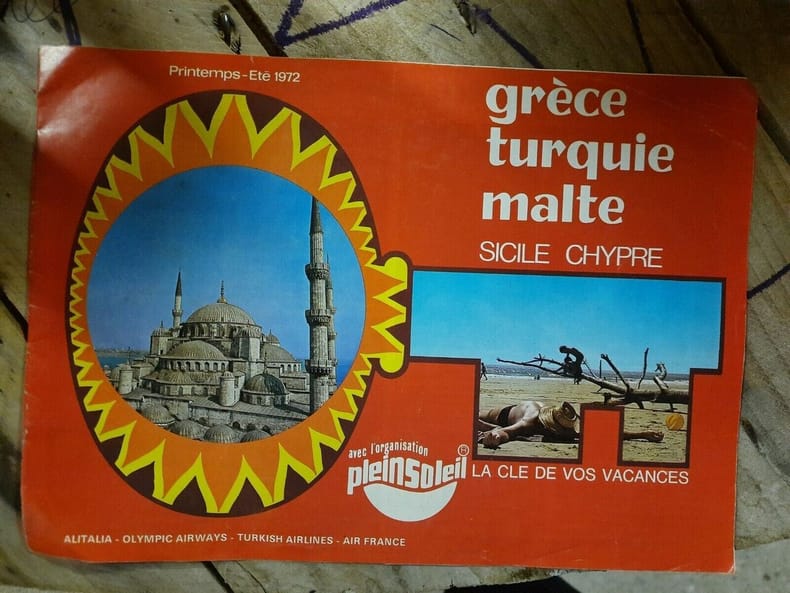 Printemps-Eté 1972
grèce
turquie
malte
SICILE CHYPRE
avec l'organisation
pleinsoleil ®
LA CLE DE VOS VACANCES
ALITALIA - OLYMPIC AIRWAYS - TURKISH AIRLINES - AIR FRANCE